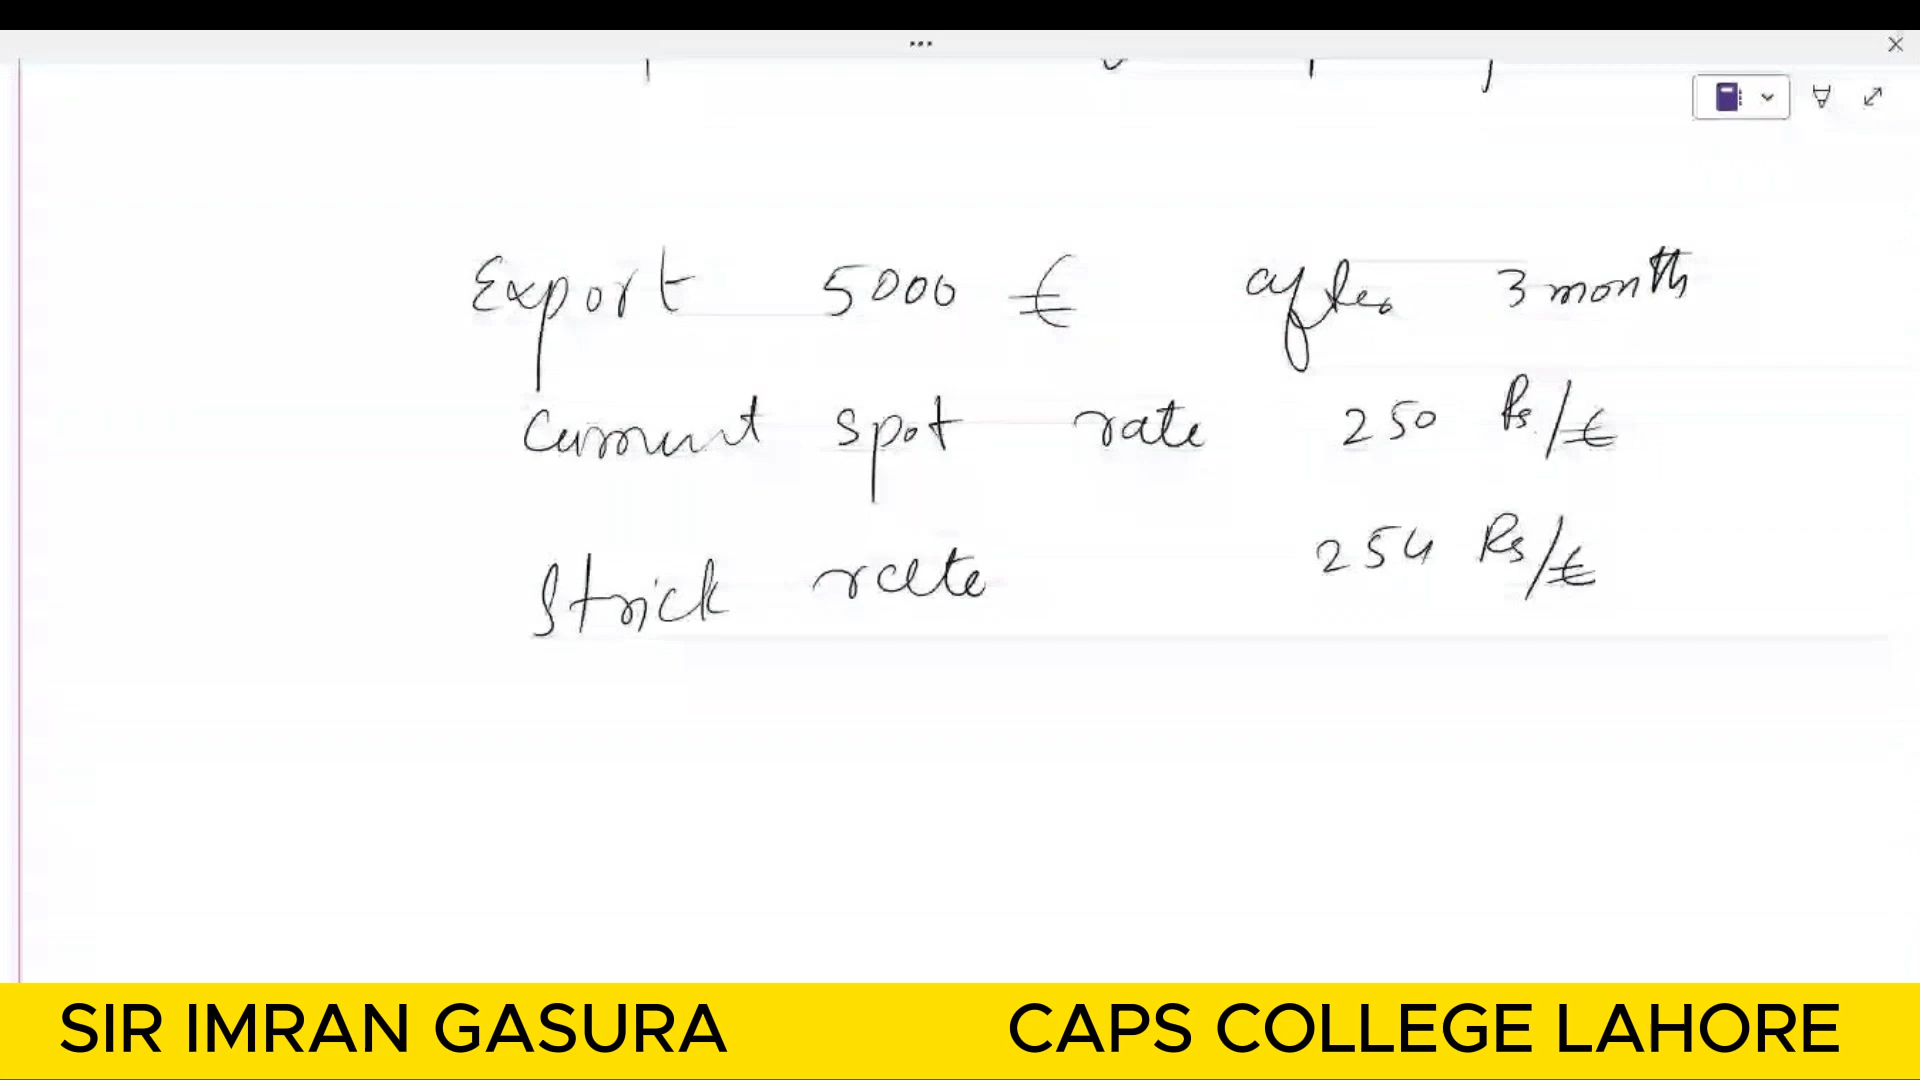 Export 5000 € after 3 month
Current spot rate 250 Rs/€
Strick rate 254 Rs/€
SIR IMRAN GASURA CAPS COLLEGE LAHORE